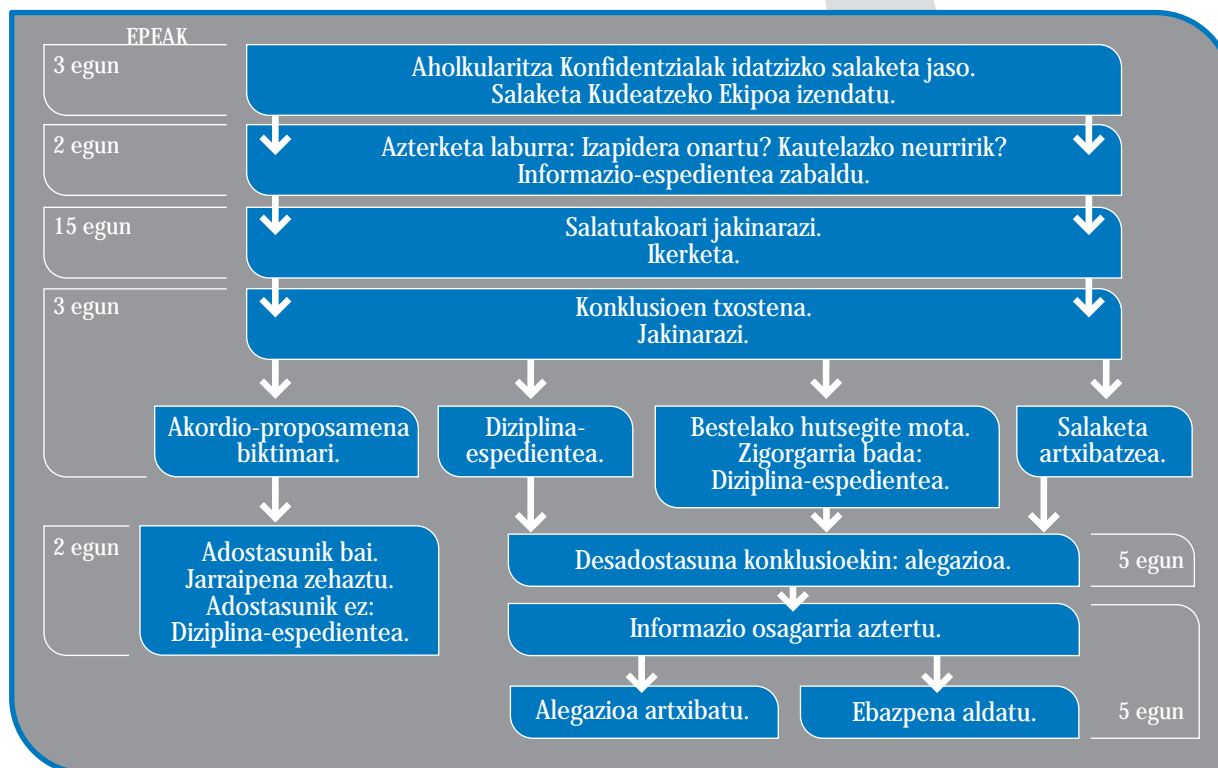 EPEAK
3 egun
Aholkularitza Konfidentzialak idatzizko salaketa jaso.
Salaketa Kudeatzeko Ekipoa izendatu.
2 egun
Azterketa laburra: Izapidera onartu? Kautelazko neurririk?
Informazio-espedientea zabaldu.
15 egun
Salatutakoari jakinarazi.
Ikerketa.
3 egun
Konklusioen txostena.
Jakinarazi.
Akordio-proposamena
biktimari.
Diziplina-
espedientea.
Bestelako hutsegite mota.
Zigorgarria bada:
Diziplina-espedientea.
Salaketa
artxibatzea.
2 egun
Adostasunik bai.
Jarraipena zehaztu.
Adostasunik ez:
Diziplina-espedientea.
Desadostasuna konklusioekin: alegazioa.
5 egun
Informazio osagarria aztertu.
Alegazioa artxibatu.
Ebazpena aldatu.
5 egun